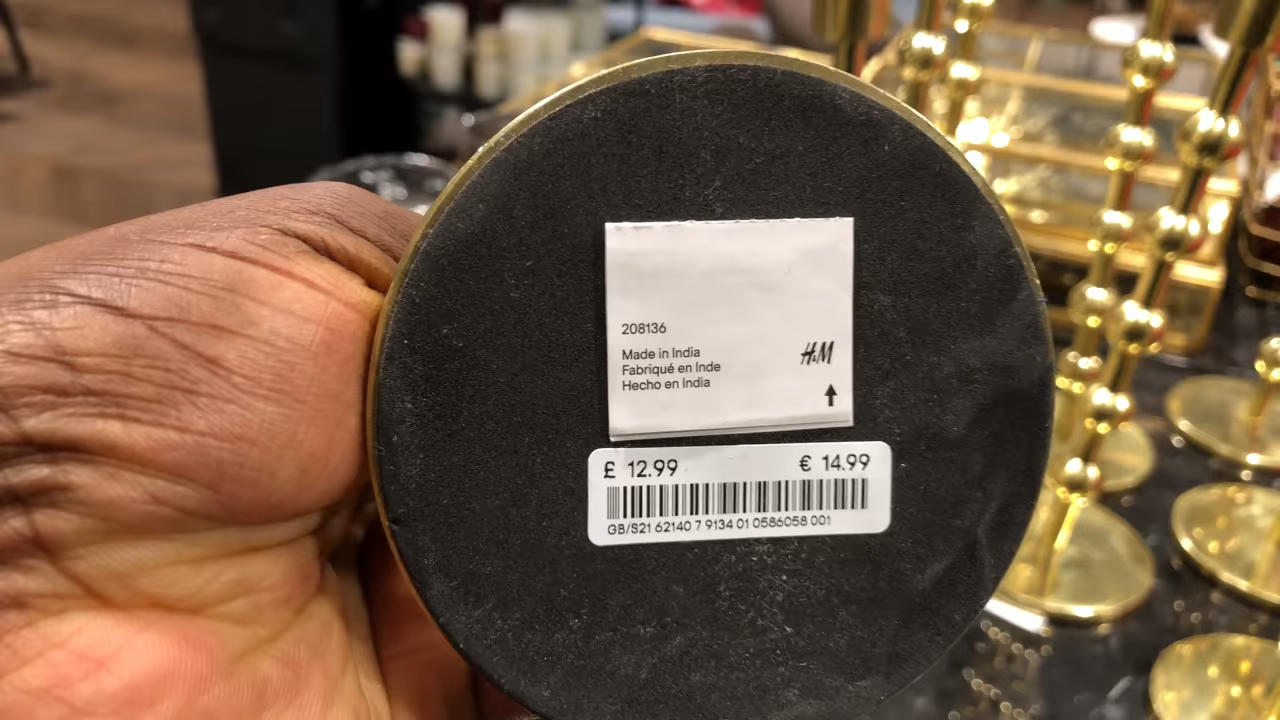 208136
Made in India
Fabriqué en Inde
Hecho en India
H&M
£ 12.99 € 14.99
GB/S21 62140 7 9134 01 0586058 001